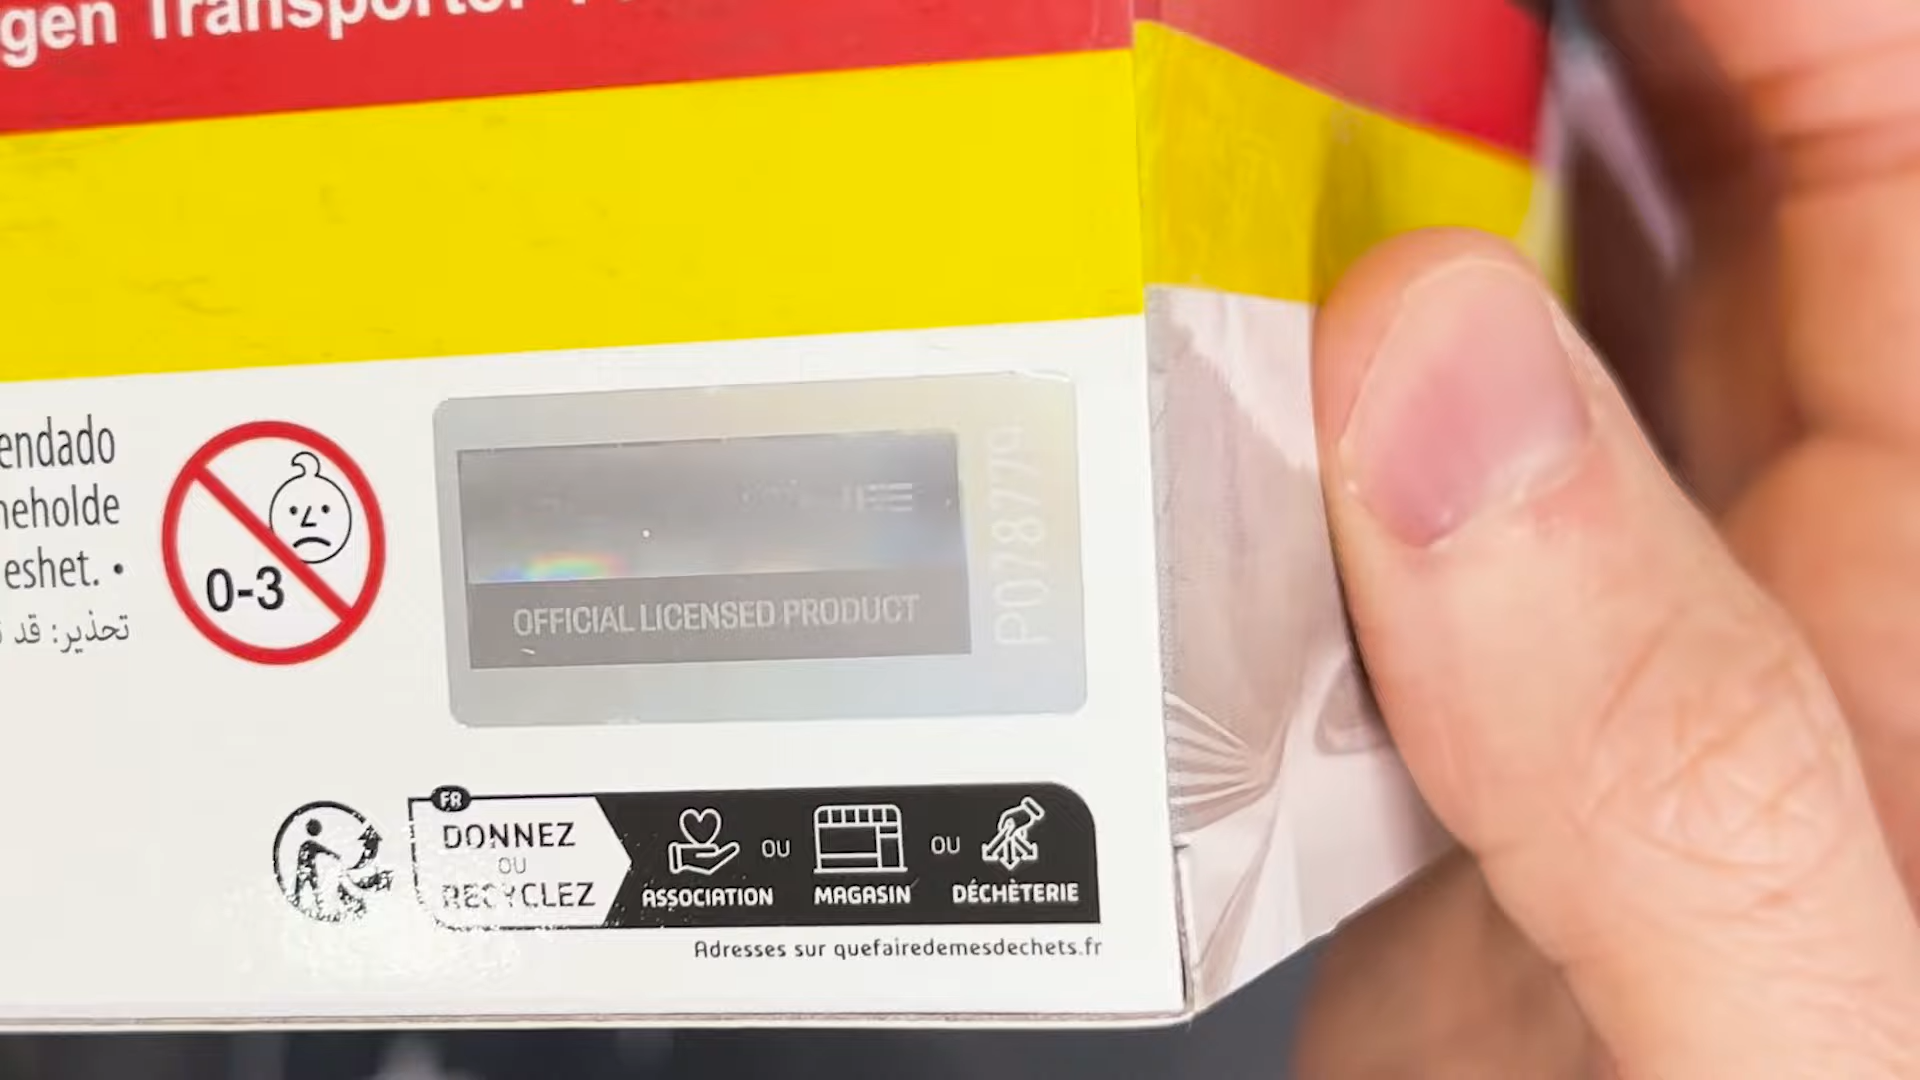 gen Transporter
endado
neholde
eshet. •
تحذير: قد
0-3
OFFICIAL LICENSED PRODUCT
P078779
FR
DONNEZ
OU
RECYCLEZ
ASSOCIATION
OU
MAGASIN
OU
DÉCHÈTERIE
Adresses sur quefairedemesdechets.fr